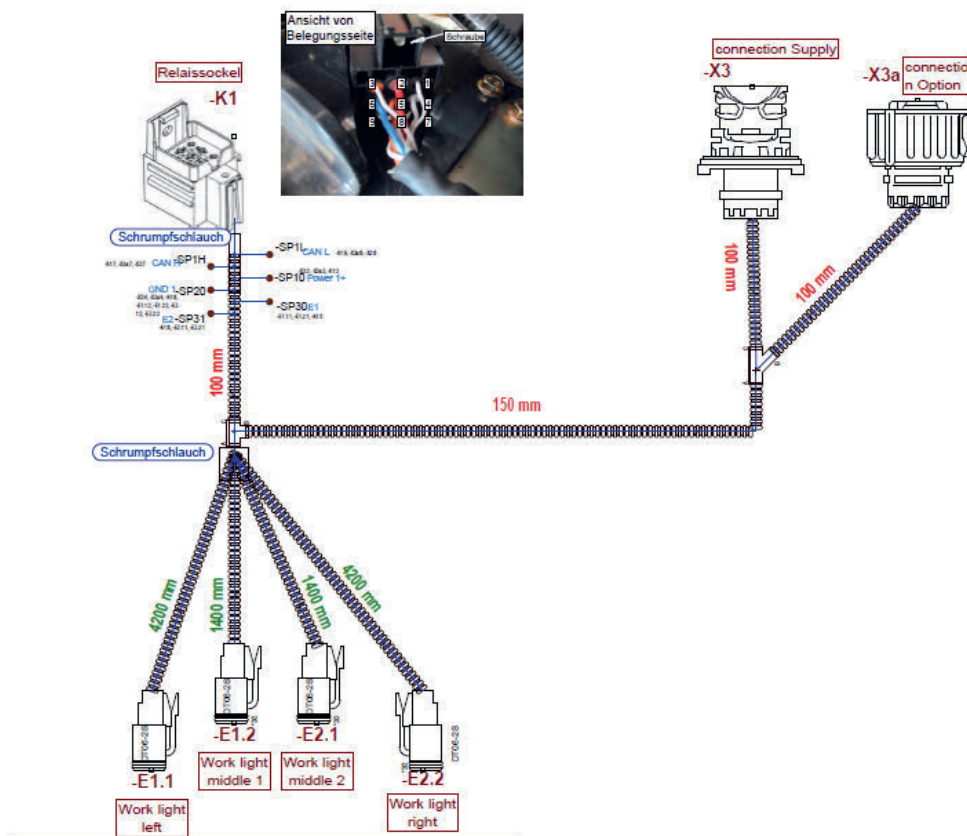 Ansicht von
Belegungsseite
Schraube
3 2 1
6 5 4
9 8 7
Relaissockel
-K1
connection Supply
-X3
-X3a
connectio
n Option
Schrumpfschlauch
-SP1L
CAN L
-SP1H
-SP10 Power 1+
GND 1
-SP20
-SP30 E1
E2 -SP31
100 mm
100 mm
100 mm
150 mm
Schrumpfschlauch
4200 mm
1400 mm
1400 mm
4200 mm
DT06-2S
DT06-2S
DT06-2S
DT06-2S
-E1.2
-E2.1
Work light
middle 1
Work light
middle 2
-E1.1
-E2.2
Work light
left
Work light
right